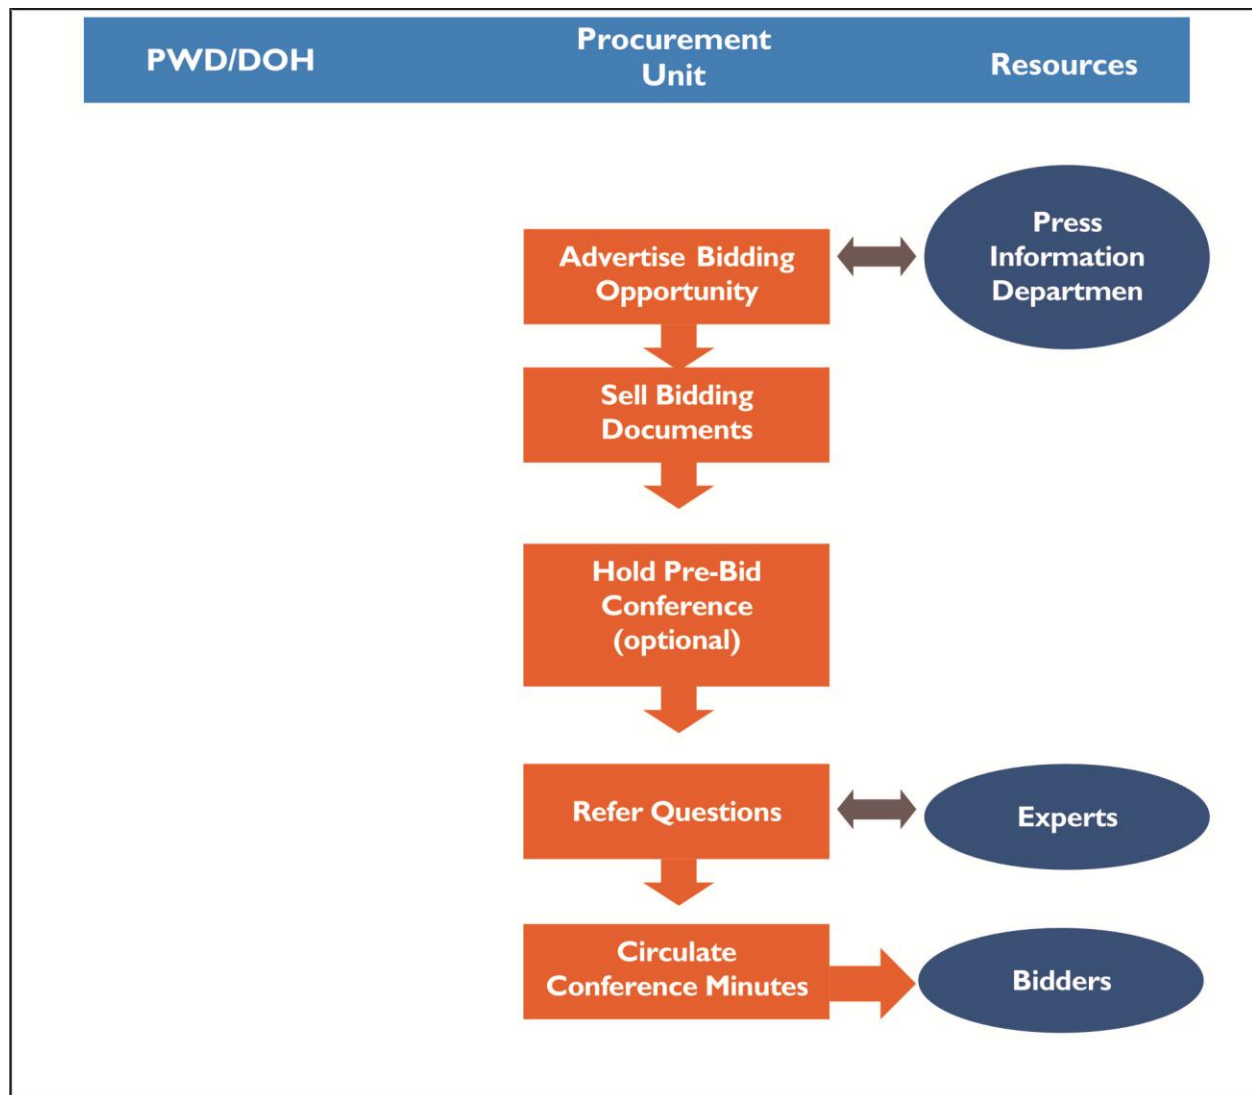 PWD/DOH
Procurement
Unit
Resources
Press
Information
Departmen
Advertise Bidding
Opportunity
Sell Bidding
Documents
Hold Pre-Bid
Conference
(optional)
Refer Questions
Experts
Circulate
Conference Minutes
Bidders